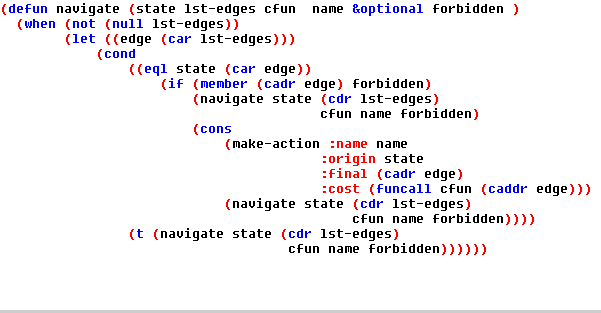 (defun navigate (state lst-edges cfun  name &optional forbidden )
  (when (not (null lst-edges))
        (let ((edge (car lst-edges)))
            (cond
                ((eql state (car edge))
                    (if (member (cadr edge) forbidden)
                        (navigate state (cdr lst-edges)
                                        cfun name forbidden)
                        (cons
                            (make-action :name name
                                        :origin state
                                        :final (cadr edge)
                                        :cost (funcall cfun (caddr edge)))
                            (navigate state (cdr lst-edges)
                                            cfun name forbidden))))
                (t (navigate state (cdr lst-edges)
                                    cfun name forbidden))))))